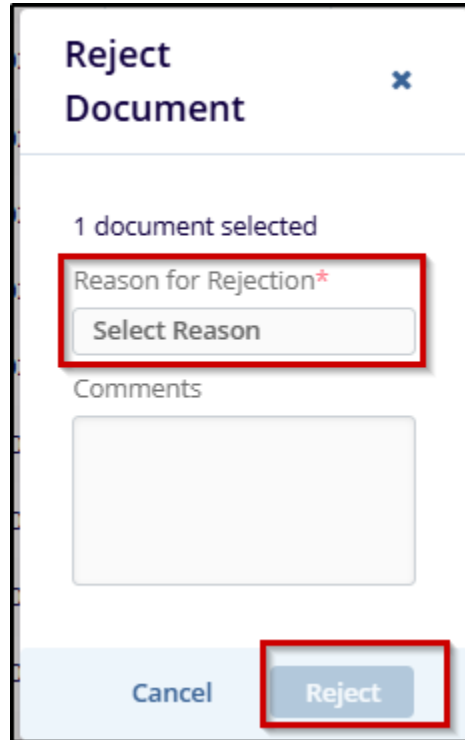 Reject
Document
1 document selected
Reason for Rejection*
Select Reason
Comments
Cancel
Reject